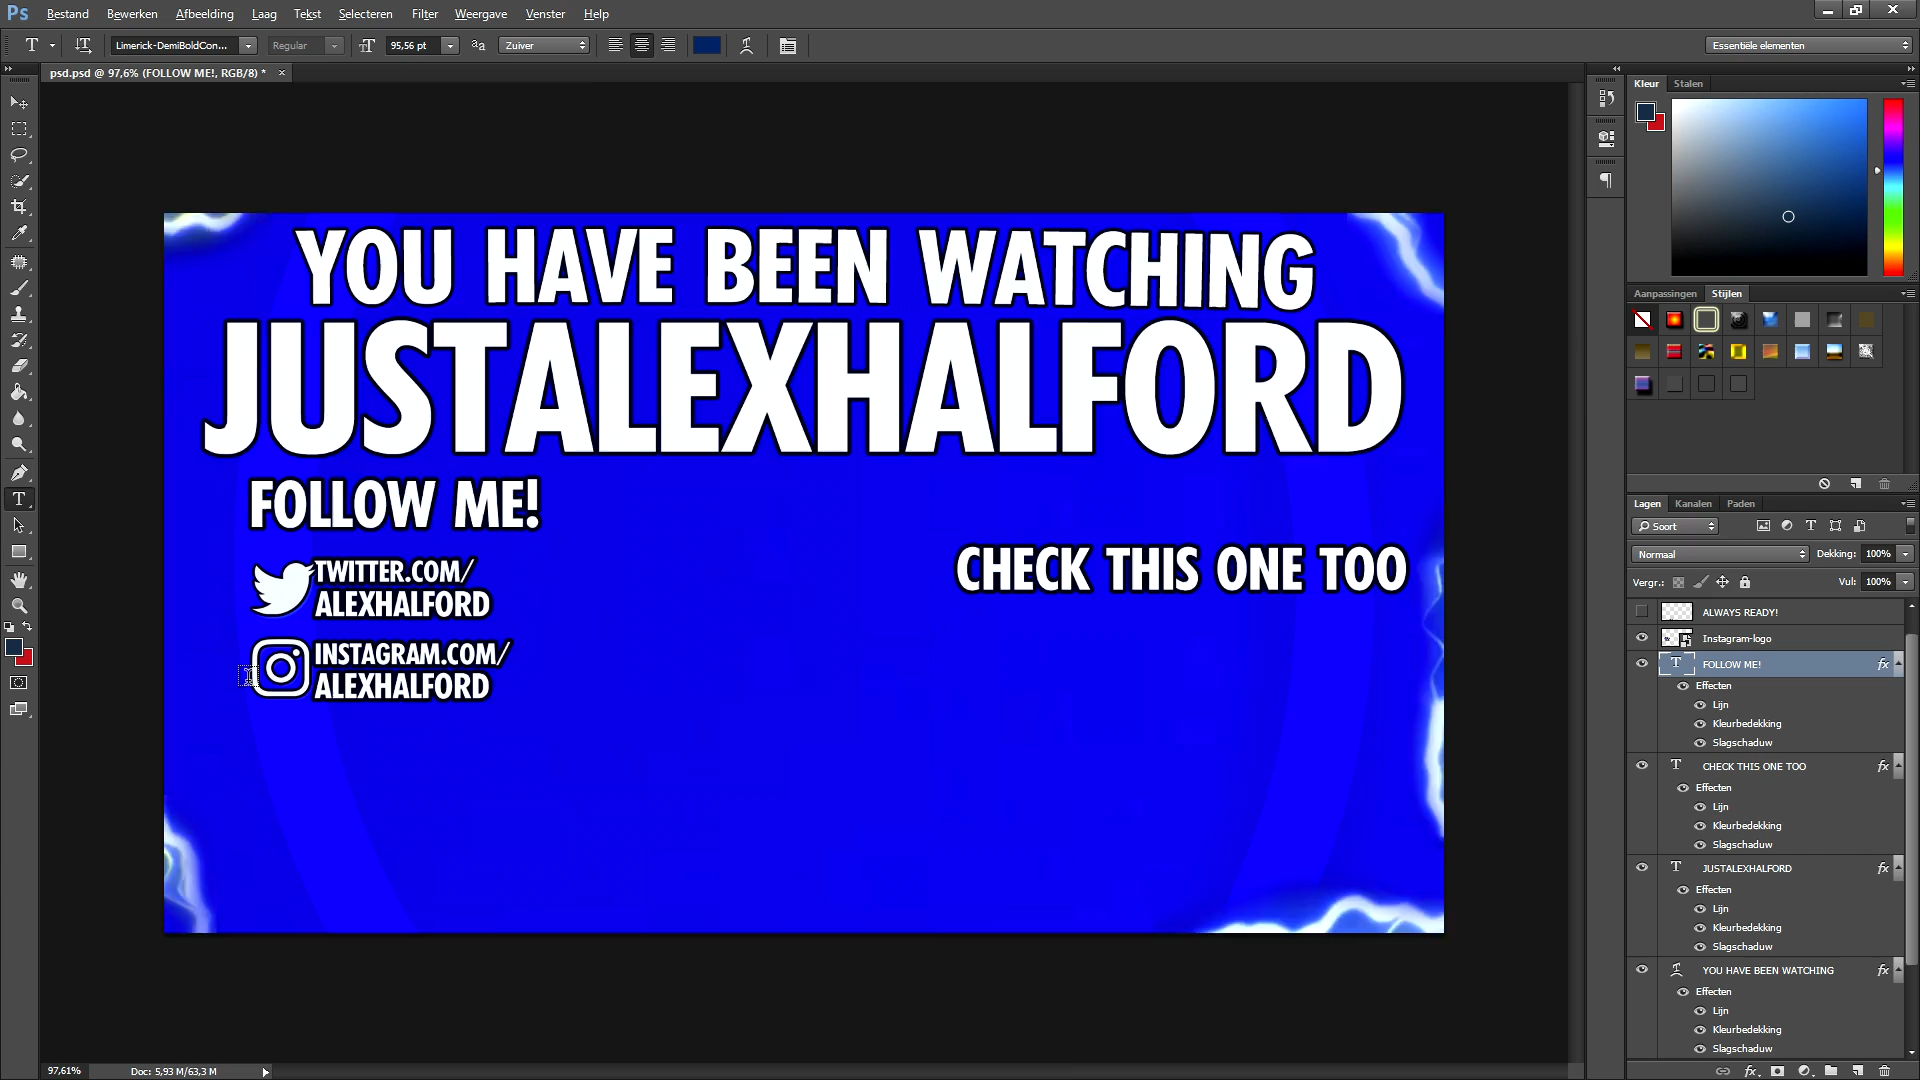 Ps Bestand Bewerken Afbeelding Laag Tekst Selecteren Filter Weergave Venster Help
T Limerick-DemiBoldCon... Regular 95,56 pt Zuiver Essentiële elementen
psd.psd @ 97,6% (FOLLOW ME!, RGB/8) * ×
YOU HAVE BEEN WATCHING
JUSTALEXHALFORD
FOLLOW ME!
TWITTER.COM/
ALEXHALFORD
INSTAGRAM.COM/
ALEXHALFORD
CHECK THIS ONE TOO
Kleur Stalen
Aanpassingen Stijlen
Lagen Kanalen Paden
Soort
Normaal Dekking: 100%
Vergr.: Vul: 100%
ALWAYS READY!
Instagram-logo
FOLLOW ME! fx
Effecten
Lijn
Kleurbedekking
Slagschaduw
CHECK THIS ONE TOO fx
Effecten
Lijn
Kleurbedekking
Slagschaduw
JUSTALEXHALFORD fx
Effecten
Lijn
Kleurbedekking
Slagschaduw
YOU HAVE BEEN WATCHING fx
Effecten
Lijn
Kleurbedekking
Slagschaduw
97,61% Doc: 5,93 M/63,3 M